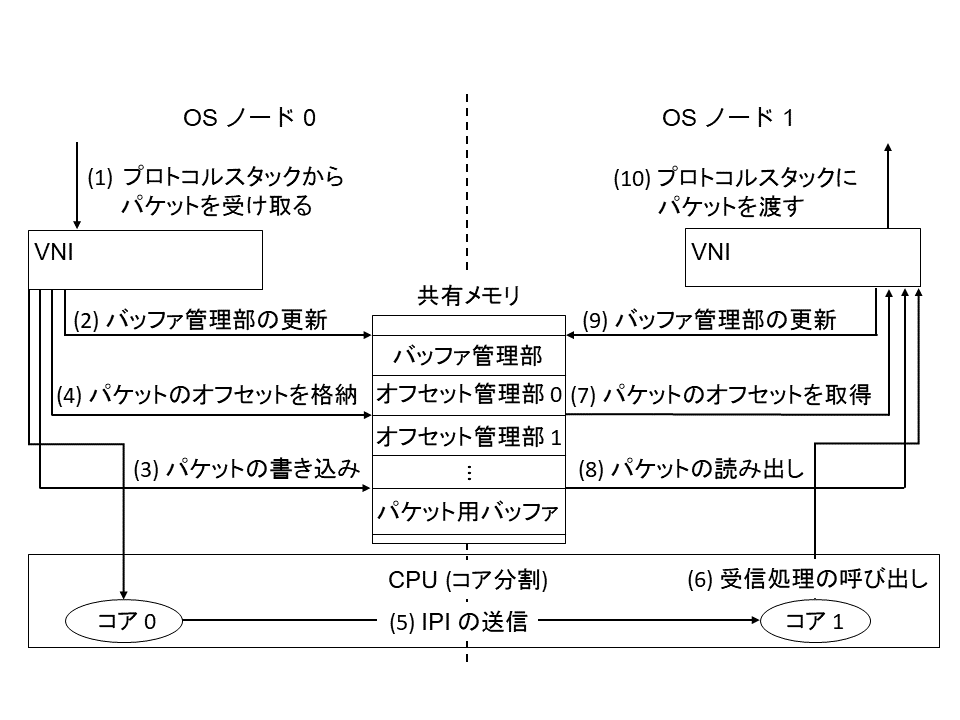 OS ノード 0
OS ノード 1
(1) プロトコルスタックから
パケットを受け取る
(10) プロトコルスタックに
パケットを渡す
VNI
VNI
共有メモリ
(2) バッファ管理部の更新
(9) バッファ管理部の更新
バッファ管理部
(4) パケットのオフセットを格納
オフセット管理部 0
(7) パケットのオフセットを取得
オフセット管理部 1
(3) パケットの書き込み
…
(8) パケットの読み出し
パケット用バッファ
CPU (コア分割)
(6) 受信処理の呼び出し
コア 0
(5) IPI の送信
コア 1